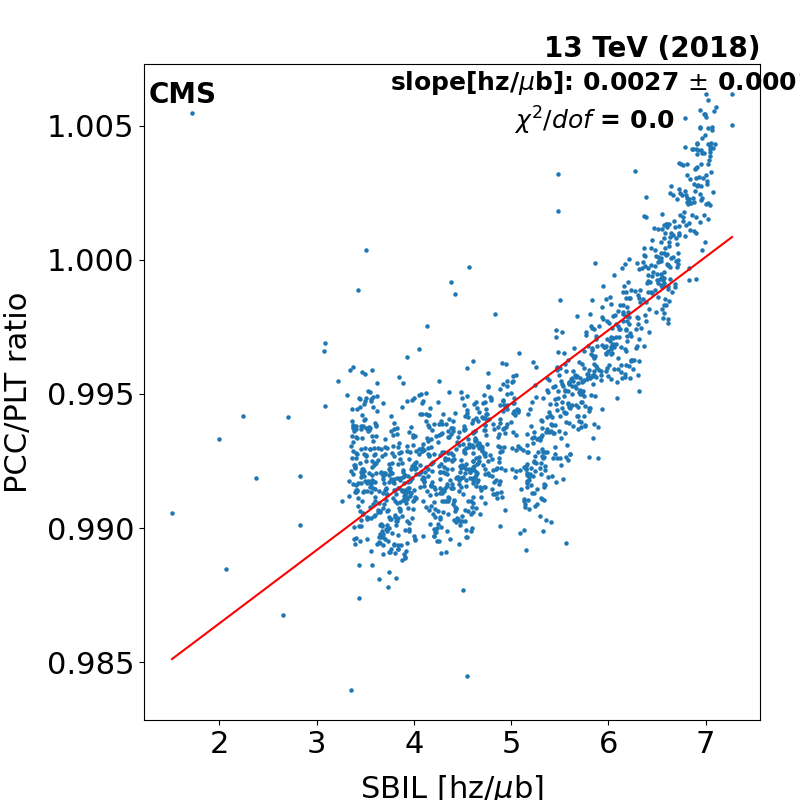 13 TeV (2018)
CMS
slope[hz/μb]: 0.0027 ± 0.000
χ²/dof = 0.0
PCC/PLT ratio
1.005
1.000
0.995
0.990
0.985
2 3 4 5 6 7
SBIL [hz/μb]